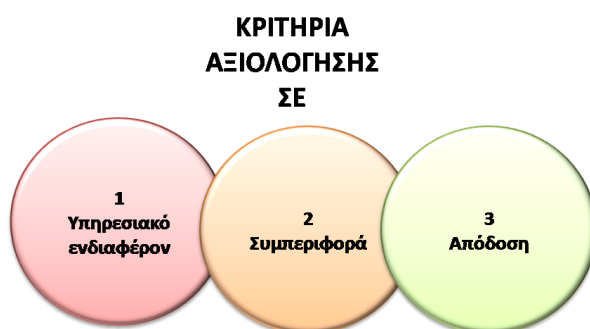 ΚΡΙΤΗΡΙΑ
ΑΞΙΟΛΟΓΗΣΗΣ
ΣΕ
1
Υπηρεσιακό
ενδιαφέρον
2
Συμπεριφορά
3
Απόδοση